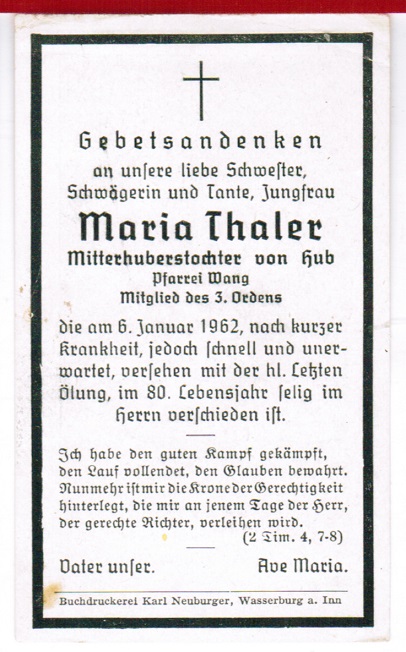 Gebetsandenken
an unsere liebe Schwester,
Schwägerin und Tante, Jungfrau
Maria Thaler
Mitterhuberstochter von Hub
Pfarrei Wang
Mitglied des 3. Ordens
die am 6. Januar 1962, nach kurzer
Krankheit, jedoch schnell und uner-
wartet, versehen mit der hl. Letzten
Ölung, im 80. Lebensjahr selig im
Herrn verschieden ist.
Ich habe den guten Kampf gekämpft,
den Lauf vollendet, den Glauben bewahrt.
Nunmehr ist mir die Krone der Gerechtigkeit
hinterlegt, die mir an jenem Tage der Herr,
der gerechte Richter, verleihen wird.
(2 Tim. 4, 7-8)
Vater unser. Ave Maria.
Buchdruckerei Karl Neuburger, Wasserburg a. Inn